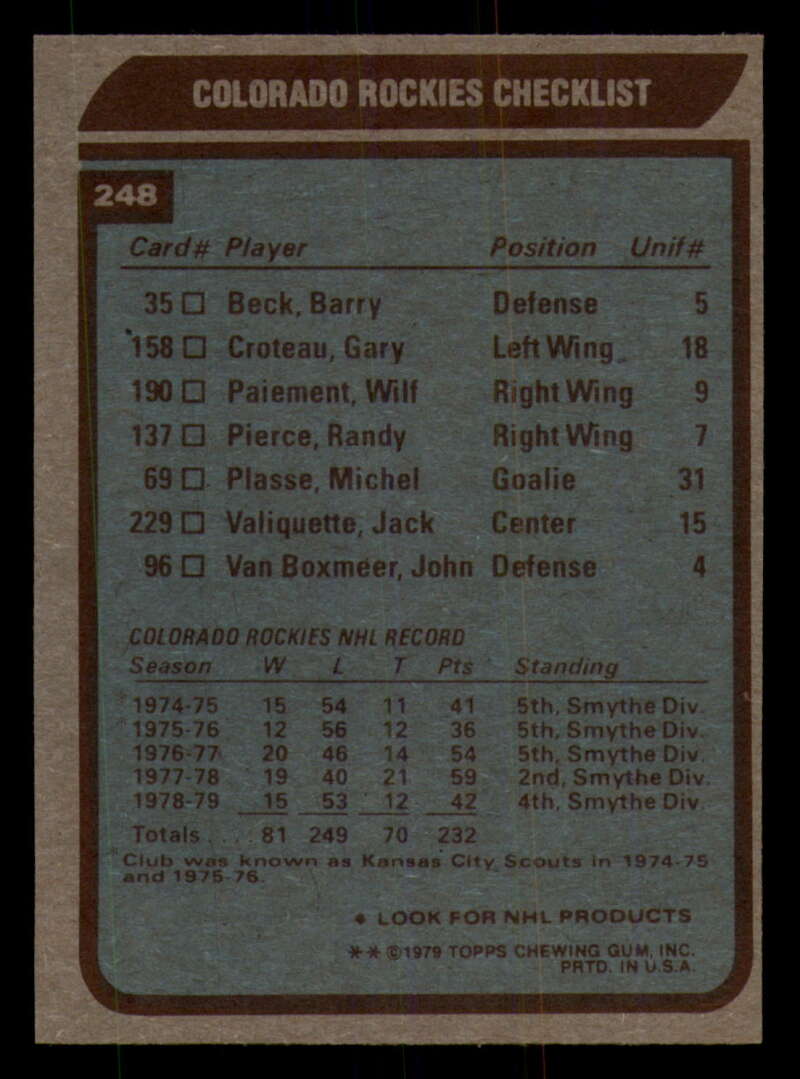 COLORADO ROCKIES CHECKLIST
248
Card# Player Position Unif#
35 □ Beck, Barry Defense 5
158 □ Croteau, Gary Left Wing 18
190 □ Paiement, Wilf Right Wing 9
137 □ Pierce, Randy Right Wing 7
69 □ Plasse, Michel Goalie 31
229 □ Valiquette, Jack Center 15
96 □ Van Boxmeer, John Defense 4
COLORADO ROCKIES NHL RECORD
Season W L T Pts Standing
*1974-75 15 54 11 41 5th, Smythe Div.
*1975-76 12 56 12 36 5th, Smythe Div.
1976-77 20 46 14 54 5th, Smythe Div.
1977-78 19 40 21 59 2nd, Smythe Div.
1978-79 15 53 12 42 4th, Smythe Div.
Totals . . . . 81 249 70 232
*Club was known as Kansas City Scouts in 1974-75
and 1975-76.
♦ LOOK FOR NHL PRODUCTS
** ©1979 TOPPS CHEWING GUM, INC.
PRTD. IN U.S.A.